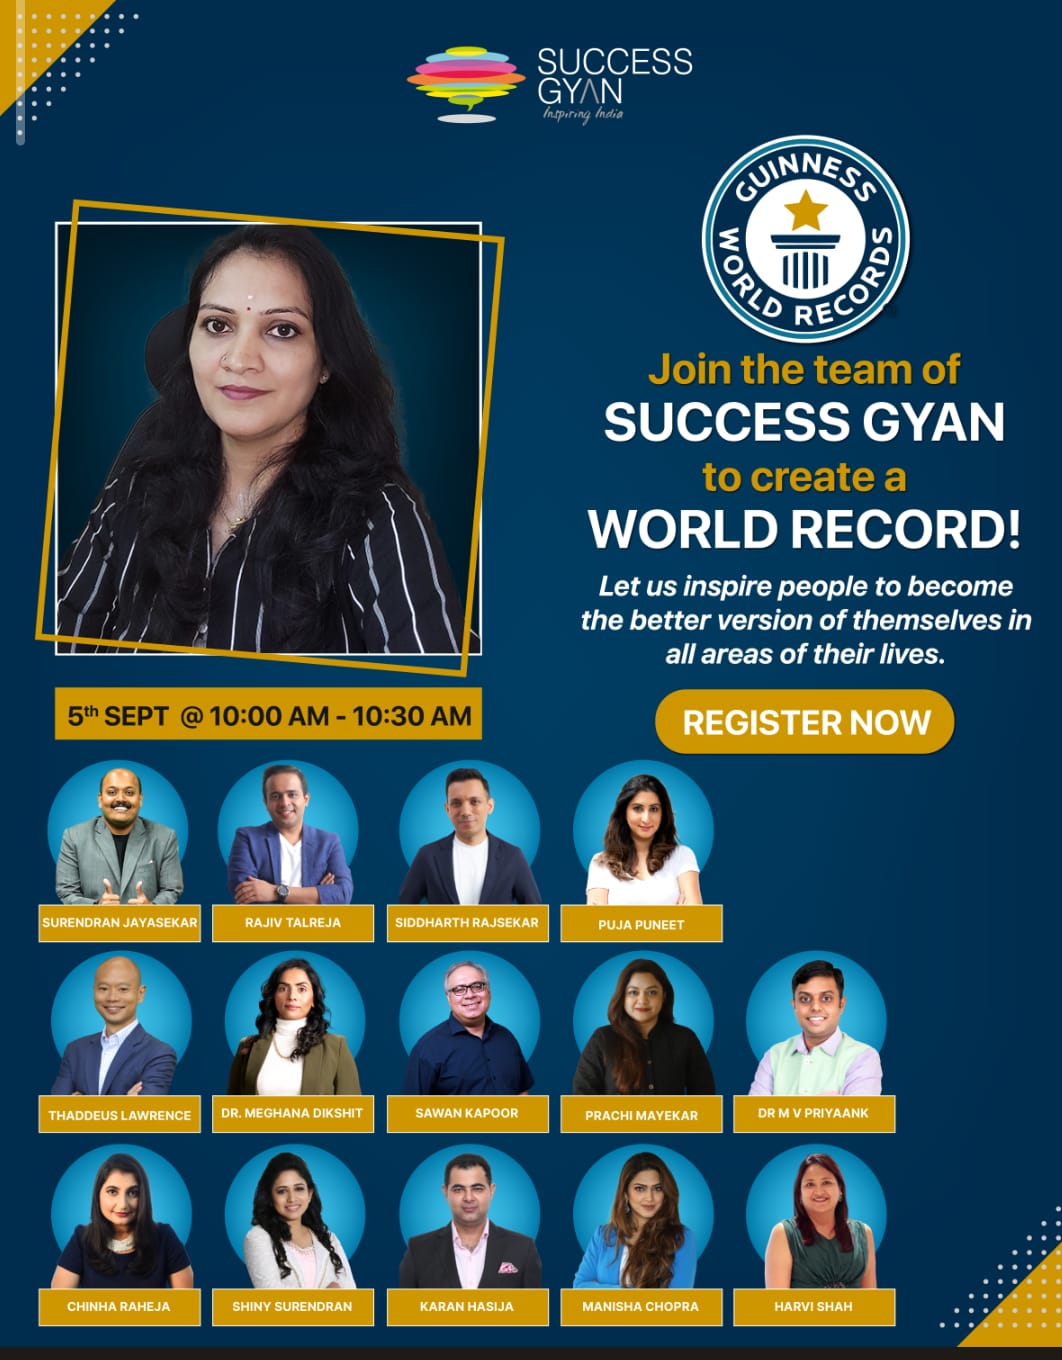 SUCCESS
GYAN
Inspiring India
GUINNESS
WORLD RECORDS
Join the team of
SUCCESS GYAN
to create a
WORLD RECORD!
Let us inspire people to become
the better version of themselves in
all areas of their lives.
5th SEPT @ 10:00 AM - 10:30 AM
REGISTER NOW
SURENDRAN JAYASEKAR
RAJIV TALREJA
SIDDHARTH RAJSEKAR
PUJA PUNEET
THADDEUS LAWRENCE
DR. MEGHANA DIKSHIT
SAWAN KAPOOR
PRACHI MAYEKAR
DR M V PRIYAANK
CHINHA RAHEJA
SHINY SURENDRAN
KARAN HASIJA
MANISHA CHOPRA
HARVI SHAH